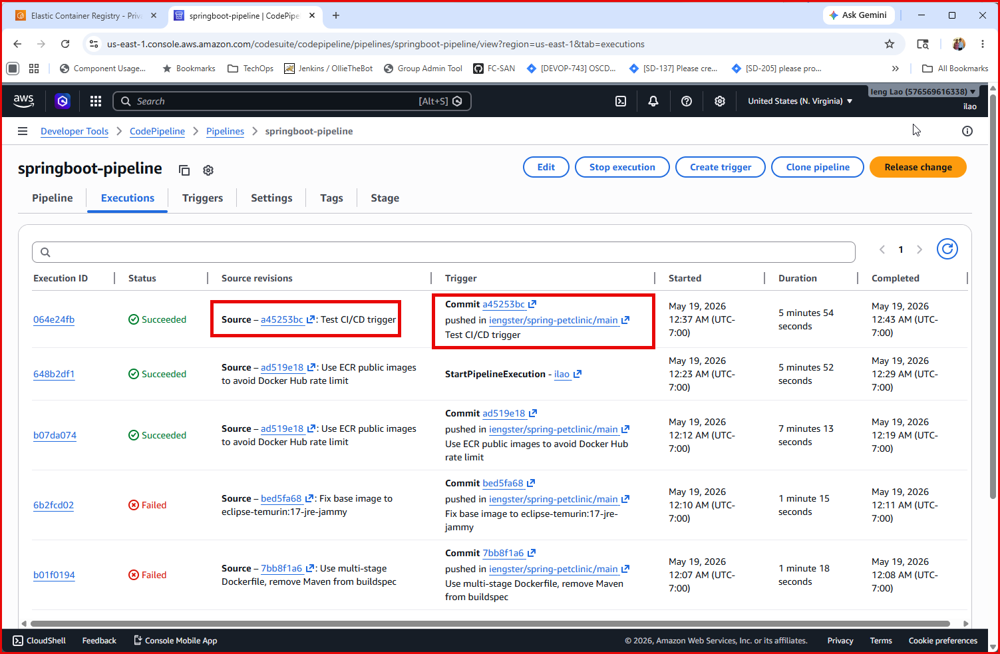 Elastic Container Registry - Priv
springboot-pipeline | CodePipe
Ask Gemini
us-east-1.console.aws.amazon.com/codesuite/codepipeline/pipelines/springboot-pipeline/view?region=us-east-1&tab=executions
Component Usage...
Bookmarks
TechOps
Jenkins / OllieTheBot
Group Admin Tool
FC-SAN
[DEVOP-743] OSCD...
[SD-137] Please cre...
[SD-205] please pro...
All Bookmarks
aws
Search
[Alt+S]
United States (N. Virginia)
Ieng Lao (576569616338)
ilao
Developer Tools
CodePipeline
Pipelines
springboot-pipeline
springboot-pipeline
Edit
Stop execution
Create trigger
Clone pipeline
Release change
Pipeline
Executions
Triggers
Settings
Tags
Stage
1
Execution ID
Status
Source revisions
Trigger
Started
Duration
Completed
064e24fb
Succeeded
Source – a45253bc : Test CI/CD trigger
Commit a45253bc
pushed in iengster/spring-petclinic/main
Test CI/CD trigger
May 19, 2026
12:37 AM (UTC-
7:00)
5 minutes 54
seconds
May 19, 2026
12:43 AM (UTC-
7:00)
648b2df1
Succeeded
Source – ad519e18 : Use ECR public images
to avoid Docker Hub rate limit
StartPipelineExecution - ilao
May 19, 2026
12:23 AM (UTC-
7:00)
5 minutes 52
seconds
May 19, 2026
12:29 AM (UTC-
7:00)
b07da074
Succeeded
Source – ad519e18 : Use ECR public images
to avoid Docker Hub rate limit
Commit ad519e18
pushed in iengster/spring-petclinic/main
Use ECR public images to avoid Docker Hub
rate limit
May 19, 2026
12:12 AM (UTC-
7:00)
7 minutes 13
seconds
May 19, 2026
12:19 AM (UTC-
7:00)
6b2fcd02
Failed
Source – bed5fa68 : Fix base image to
eclipse-temurin:17-jre-jammy
Commit bed5fa68
pushed in iengster/spring-petclinic/main
Fix base image to eclipse-temurin:17-jre-
jammy
May 19, 2026
12:10 AM (UTC-
7:00)
1 minute 15
seconds
May 19, 2026
12:11 AM (UTC-
7:00)
b01f0194
Failed
Source – 7bb8f1a6 : Use multi-stage
Dockerfile, remove Maven from buildspec
Commit 7bb8f1a6
pushed in iengster/spring-petclinic/main
Use multi-stage Dockerfile, remove Maven
from buildspec
May 19, 2026
12:07 AM (UTC-
7:00)
1 minute 18
seconds
May 19, 2026
12:08 AM (UTC-
7:00)
CloudShell
Feedback
Console Mobile App
© 2026, Amazon Web Services, Inc. or its affiliates.
Privacy
Terms
Cookie preferences